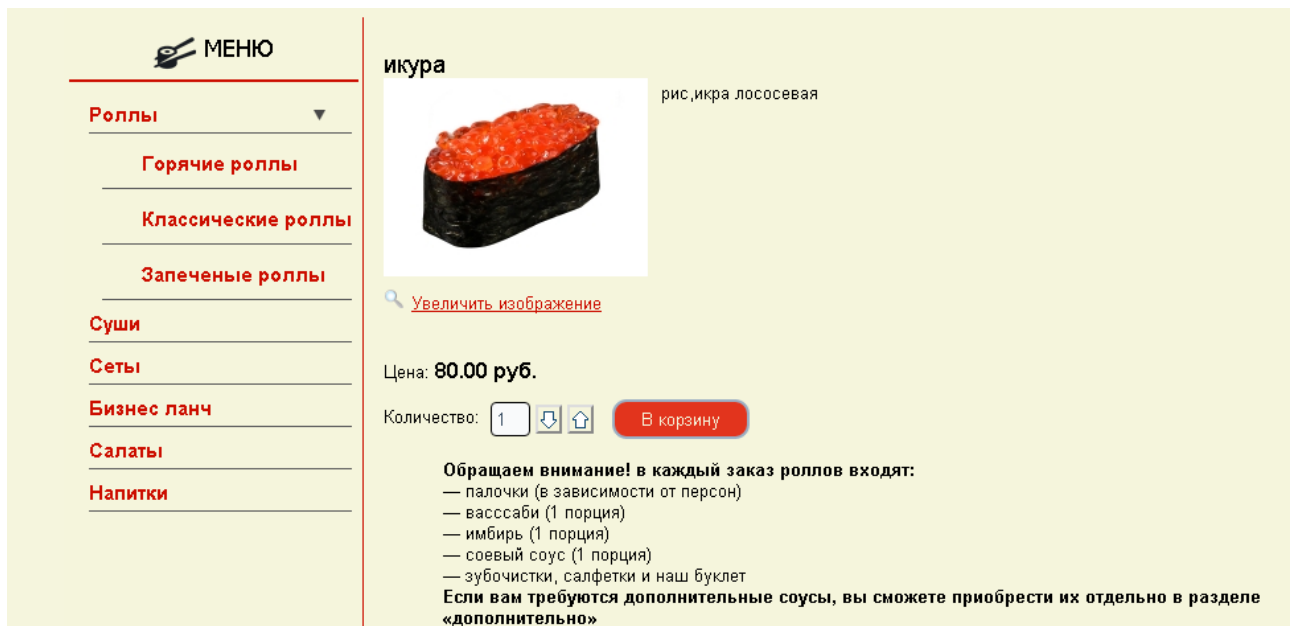 МЕНЮ
Роллы
Горячие роллы
Классические роллы
Запеченые роллы
Суши
Сеты
Бизнес ланч
Салаты
Напитки
икура
рис,икра лососевая
Увеличить изображение
Цена: 80.00 руб.
Количество: 1 В корзину
Обращаем внимание! в каждый заказ роллов входят:
— палочки (в зависимости от персон)
— васссаби (1 порция)
— имбирь (1 порция)
— соевый соус (1 порция)
— зубочистки, салфетки и наш буклет
Если вам требуются дополнительные соусы, вы сможете приобрести их отдельно в разделе
«дополнительно»